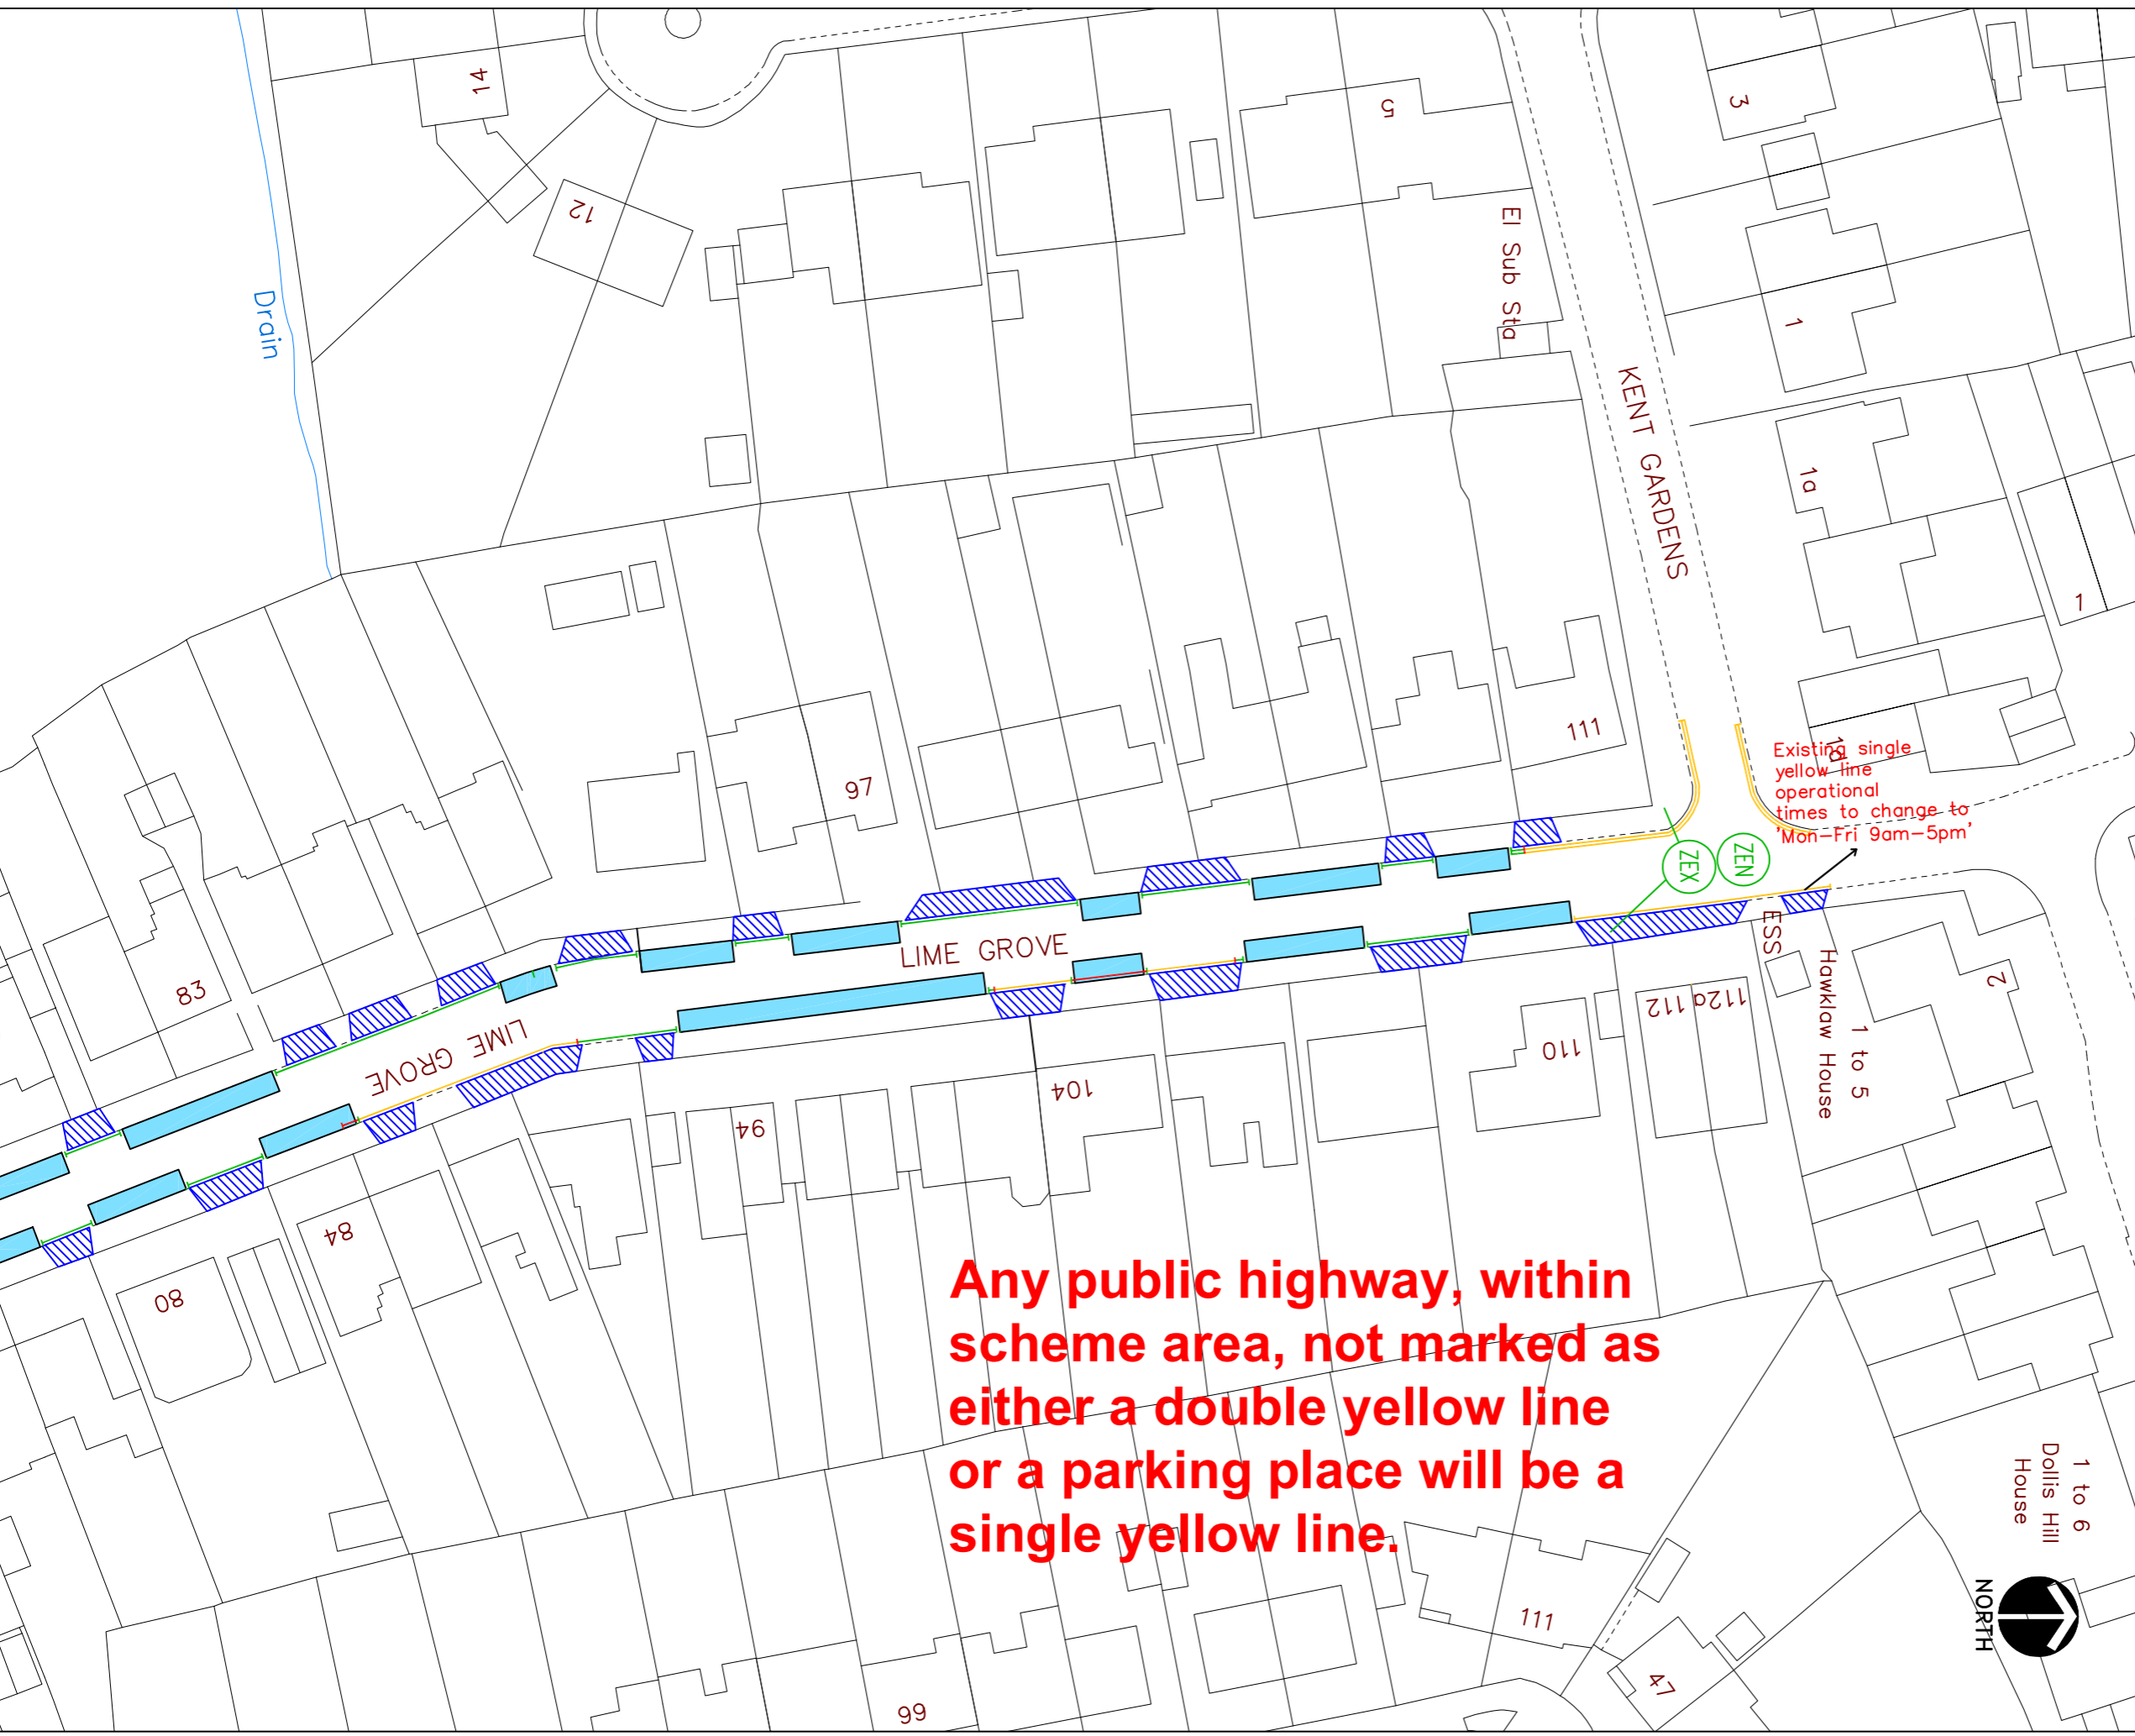 14
12
5
3
El Sub Sta
1
Drain
KENT GARDENS
1a
1
111
1d
Existing single
yellow line
operational
times to change to
'Mon-Fri 9am-5pm'
97
ZEX
ZEN
LIME GROVE
ESS
Hawklaw House
1 to 5
2
83
LIME GROVE
112
112a
110
104
94
84
80
Any public highway, within
scheme area, not marked as
either a double yellow line
or a parking place will be a
single yellow line.
1 to 6
Dollis Hill
House
NORTH
111
47
99